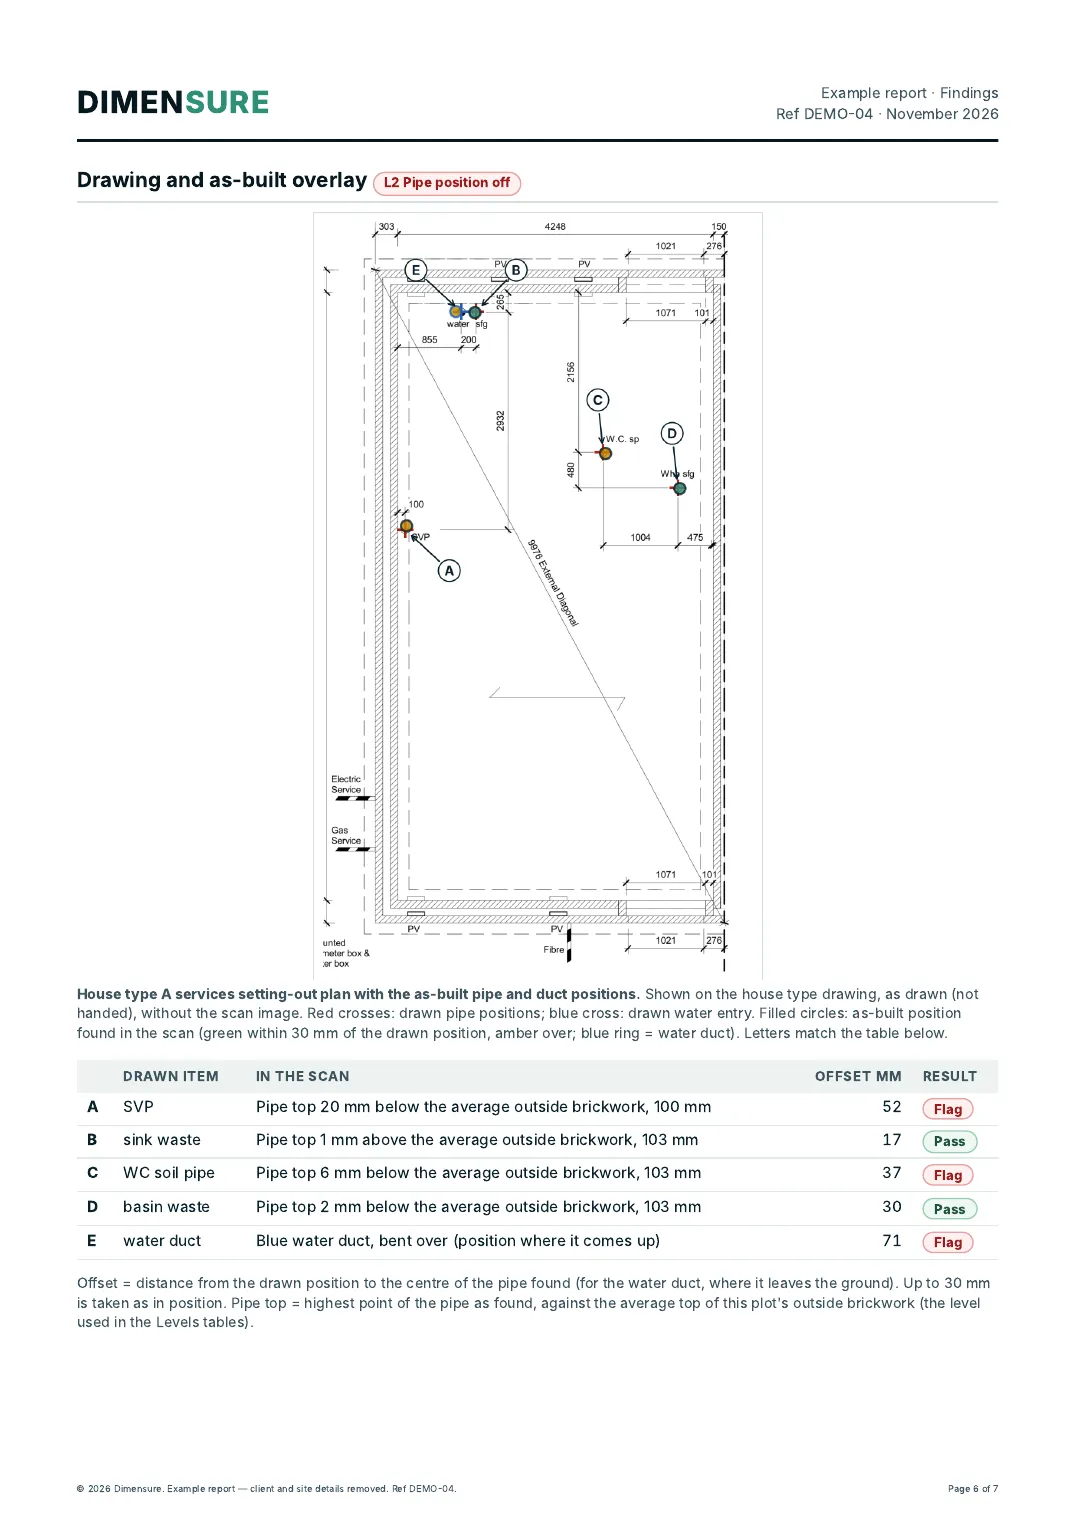 DIMENSURE
Example report · Findings
Ref DEMO-04 · November 2026
Drawing and as-built overlay
L2 Pipe position off
303
4248
150
1021
276
E
PV
B
PV
265
1071
101
water
sfg
855
200
2156
C
2932
D
W.C. sp
480
sfg
100
SVP
1004
475
9976 External Diagonal
A
Electric
Service
Gas
Service
1071
101
PV
PV
1021
276
unted
meter box &
Fibre
er box
House type A services setting-out plan with the as-built pipe and duct positions. Shown on the house type drawing, as drawn (not
handed), without the scan image. Red crosses: drawn pipe positions; blue cross: drawn water entry. Filled circles: as-built position
found in the scan (green within 30 mm of the drawn position, amber over; blue ring = water duct). Letters match the table below.
DRAWN ITEM IN THE SCAN OFFSET MM RESULT
A SVP Pipe top 20 mm below the average outside brickwork, 100 mm 52 Flag
B sink waste Pipe top 1 mm above the average outside brickwork, 103 mm 17 Pass
C WC soil pipe Pipe top 6 mm below the average outside brickwork, 103 mm 37 Flag
D basin waste Pipe top 2 mm below the average outside brickwork, 103 mm 30 Pass
E water duct Blue water duct, bent over (position where it comes up) 71 Flag
Offset = distance from the drawn position to the centre of the pipe found (for the water duct, where it leaves the ground). Up to 30 mm
is taken as in position. Pipe top = highest point of the pipe as found, against the average top of this plot's outside brickwork (the level
used in the Levels tables).
© 2026 Dimensure. Example report — client and site details removed. Ref DEMO-04.
Page 6 of 7